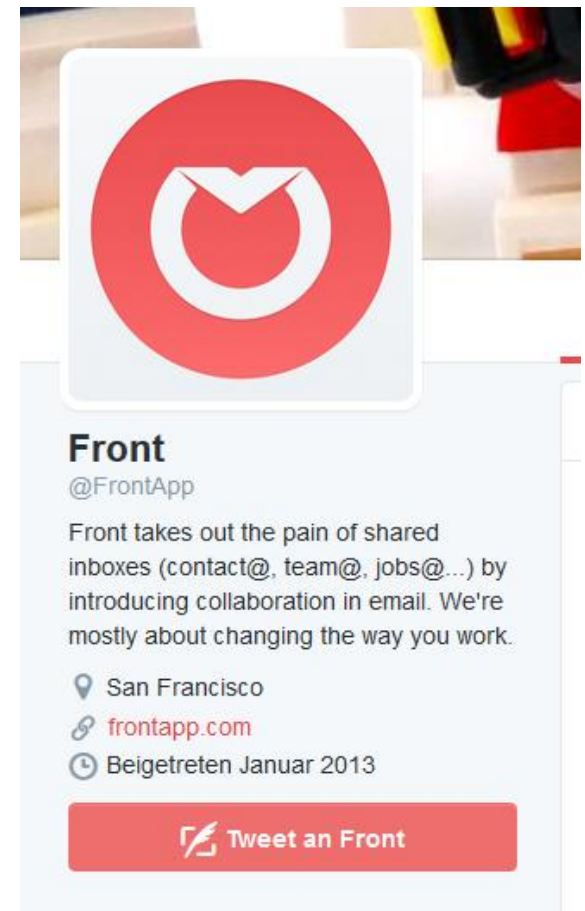 Front
@FrontApp
Front takes out the pain of shared
inboxes (contact@, team@, jobs@...) by
introducing collaboration in email. We're
mostly about changing the way you work.
San Francisco
frontapp.com
Beigetreten Januar 2013
Tweet an Front